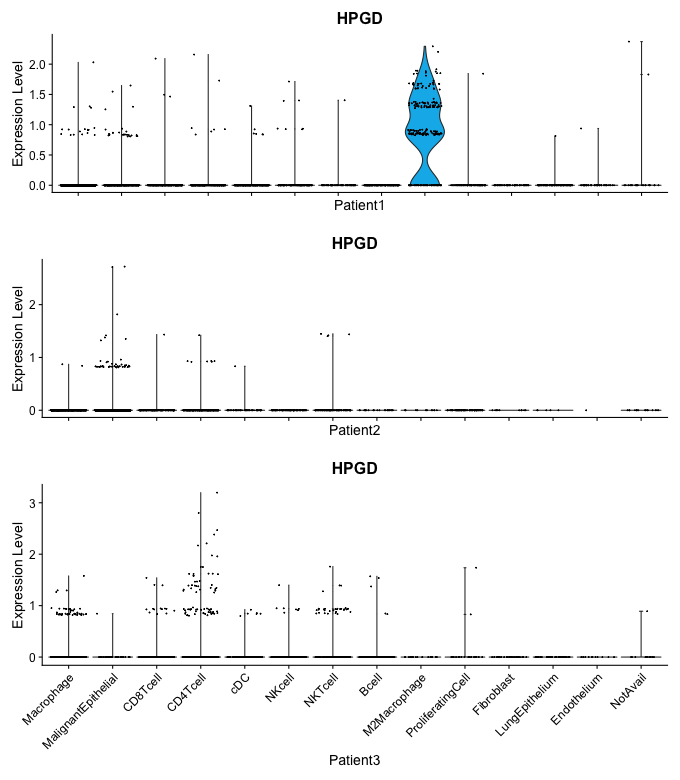 HPGD
Expression Level
2.0
1.5
1.0
0.5
0.0
Patient1
HPGD
Expression Level
2
1
0
Patient2
HPGD
Expression Level
3
2
1
0
Macrophage
MalignantEpithelial
CD8Tcell
CD4Tcell
cDC
NKcell
NKTcell
Bcell
M2Macrophage
ProliferatingCell
Fibroblast
LungEpithelium
Endothelium
NotAvail
Patient3